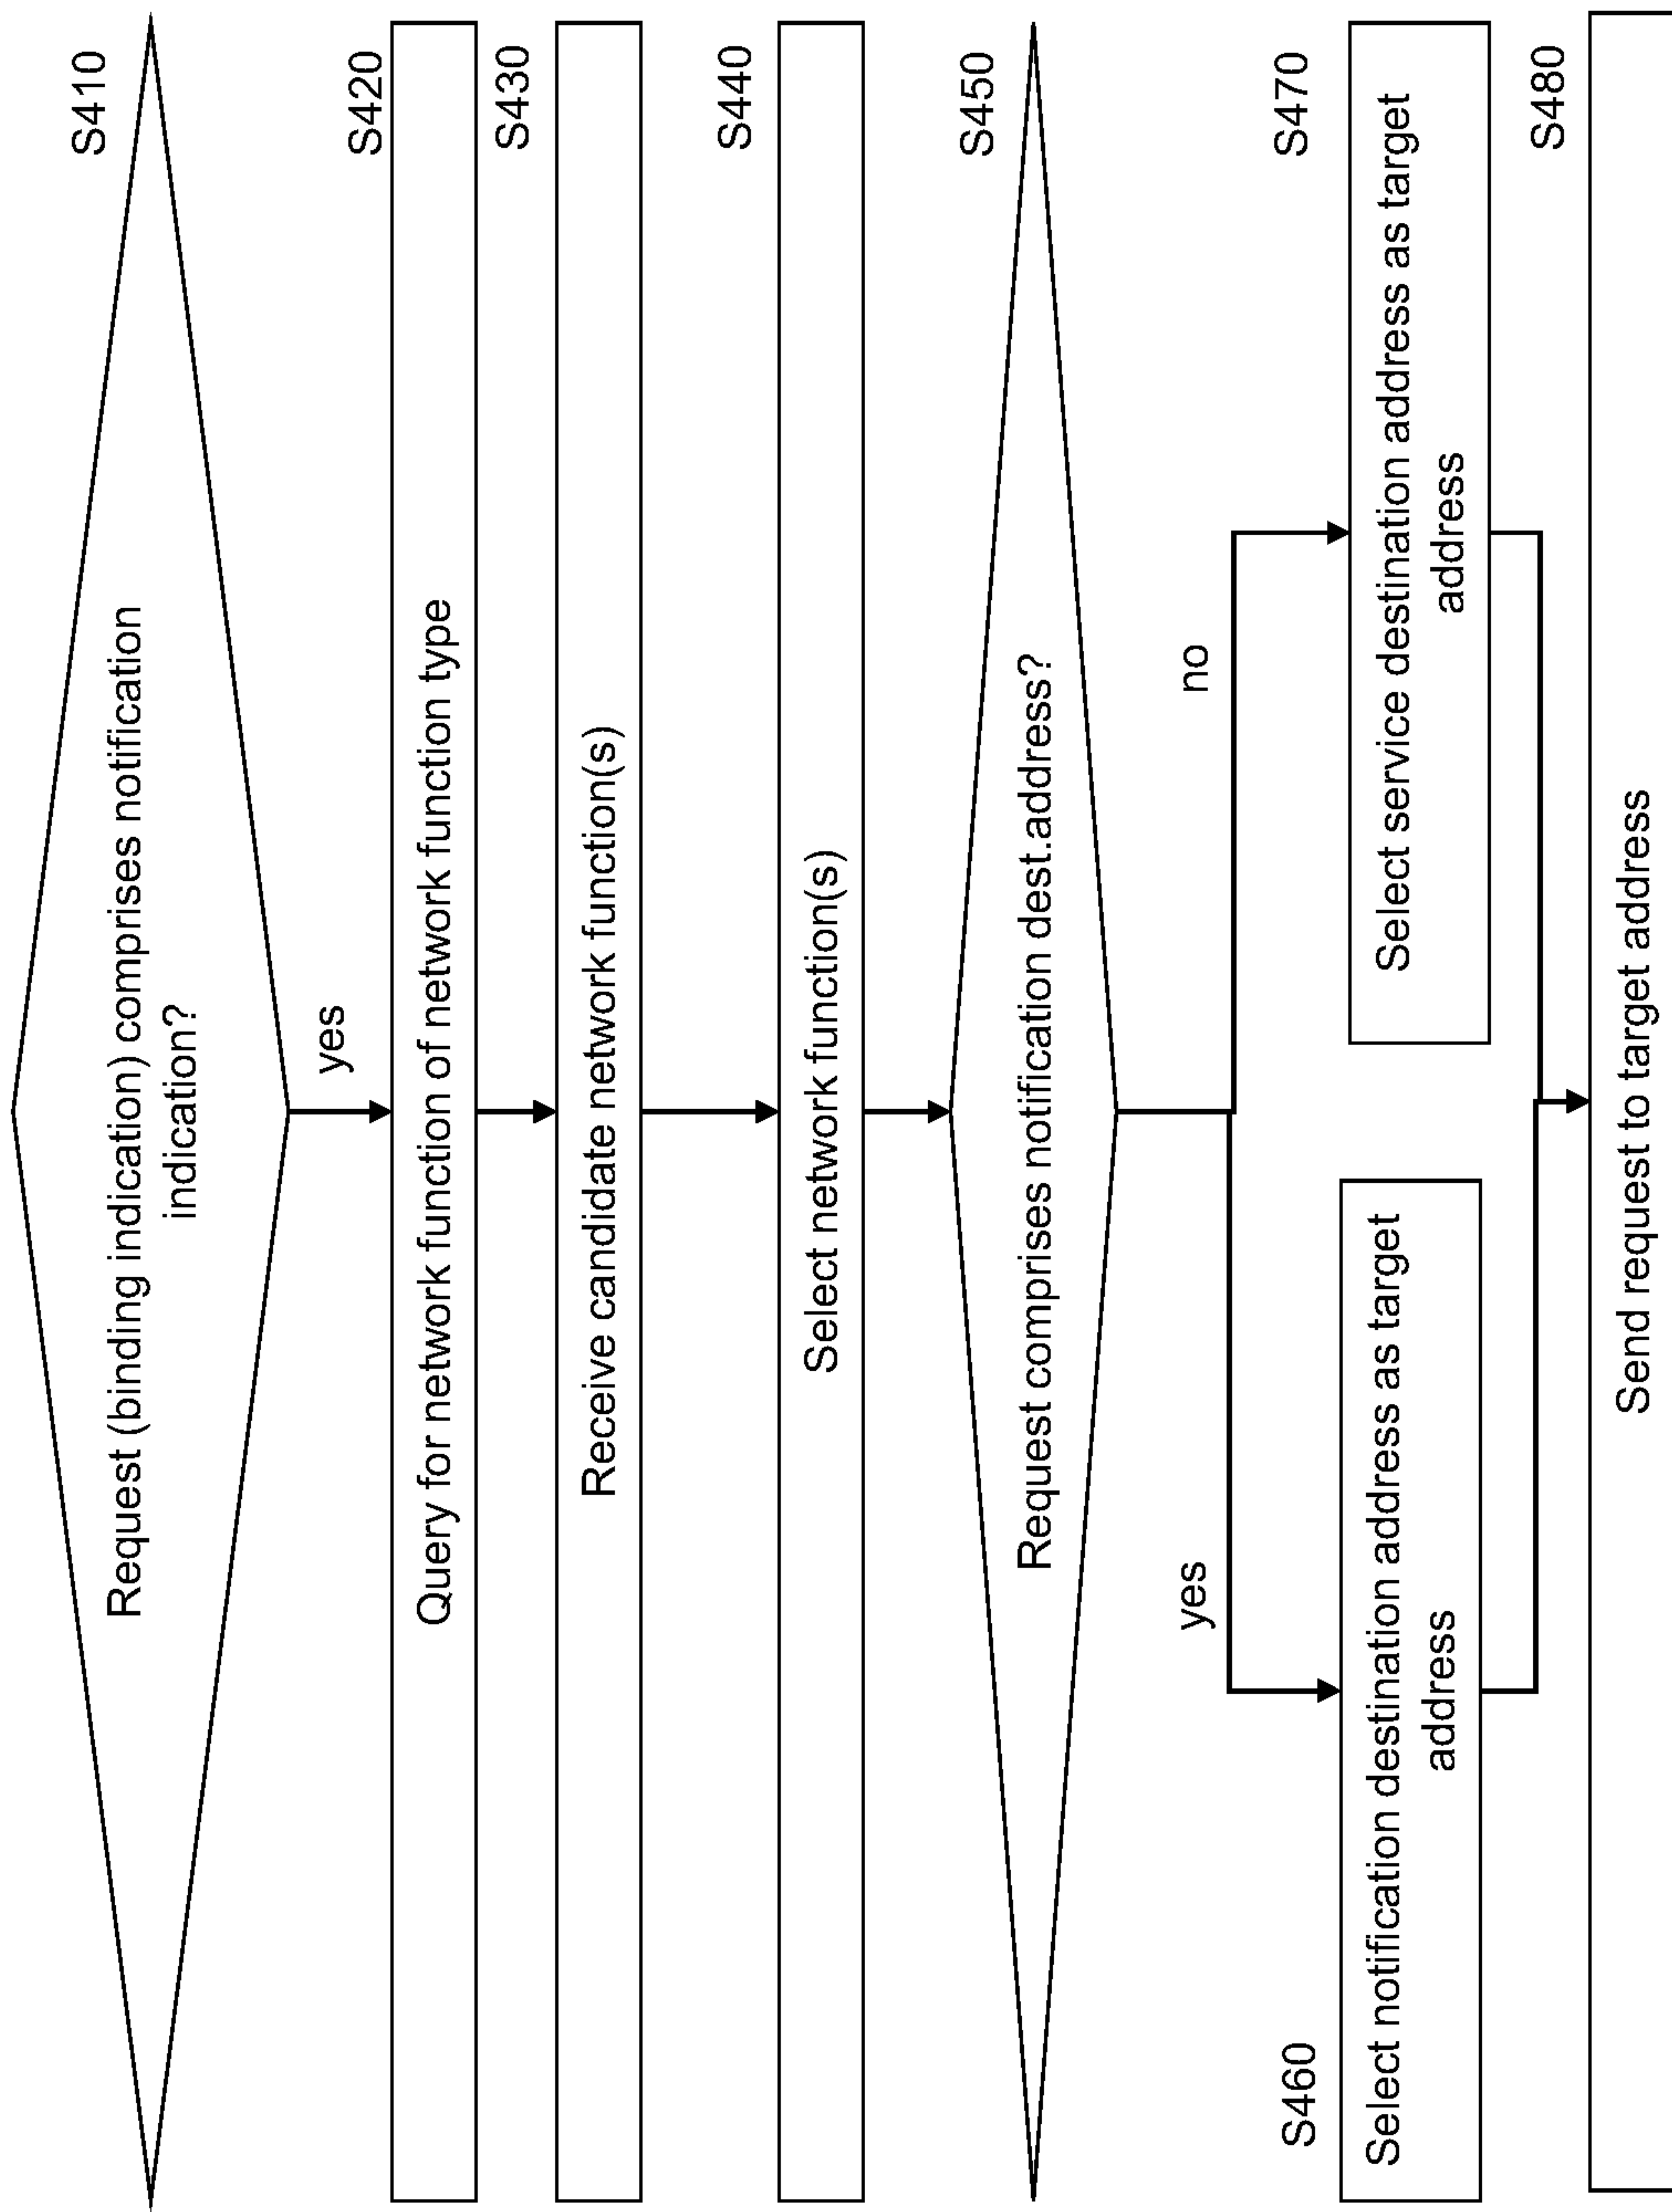 S410
Request (binding indication) comprises notification
indication?
yes
S420
Query for network function of network function type
S430
Receive candidate network function(s)
S440
Select network function(s)
S450
Request comprises notification dest.address?
yes
no
S460
Select notification destination address as target
address
S470
Select service destination address as target
address
S480
Send request to target address